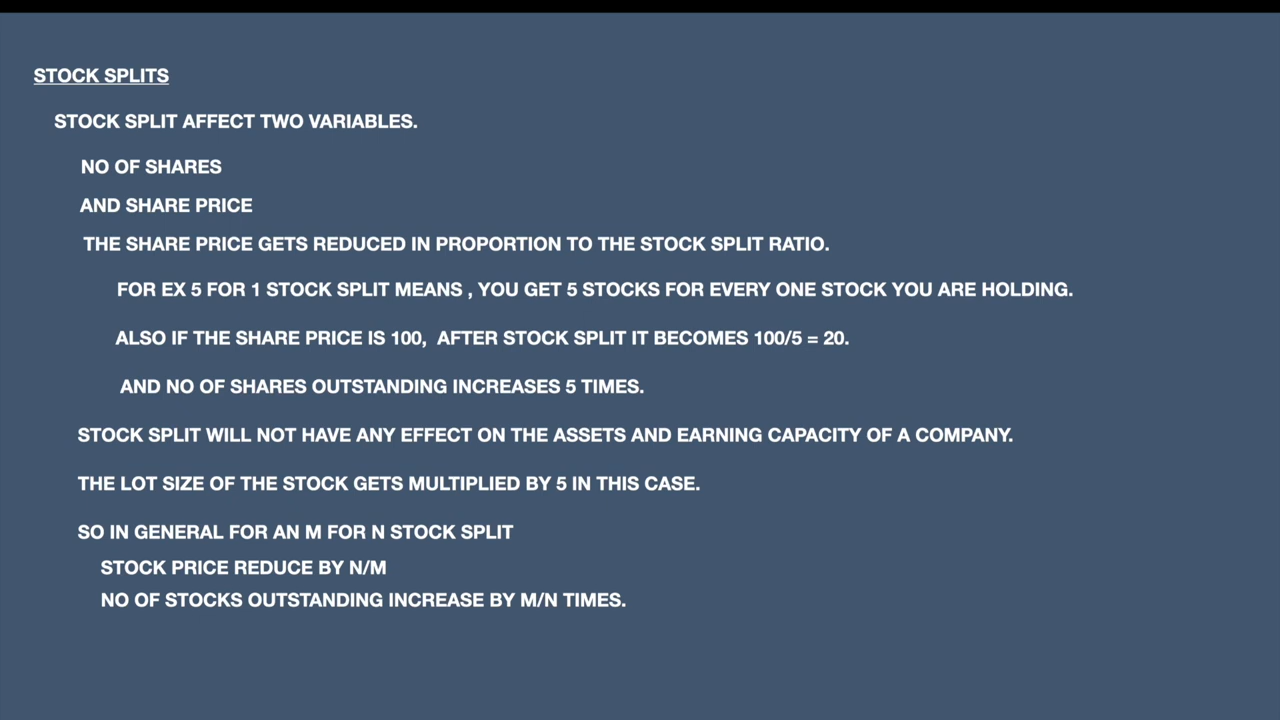 STOCK SPLITS
STOCK SPLIT AFFECT TWO VARIABLES.
NO OF SHARES
AND SHARE PRICE
THE SHARE PRICE GETS REDUCED IN PROPORTION TO THE STOCK SPLIT RATIO.
FOR EX 5 FOR 1 STOCK SPLIT MEANS , YOU GET 5 STOCKS FOR EVERY ONE STOCK YOU ARE HOLDING.
ALSO IF THE SHARE PRICE IS 100,  AFTER STOCK SPLIT IT BECOMES 100/5 = 20.
AND NO OF SHARES OUTSTANDING INCREASES 5 TIMES.
STOCK SPLIT WILL NOT HAVE ANY EFFECT ON THE ASSETS AND EARNING CAPACITY OF A COMPANY.
THE LOT SIZE OF THE STOCK GETS MULTIPLIED BY 5 IN THIS CASE.
SO IN GENERAL FOR AN M FOR N STOCK SPLIT
STOCK PRICE REDUCE BY N/M
NO OF STOCKS OUTSTANDING INCREASE BY M/N TIMES.